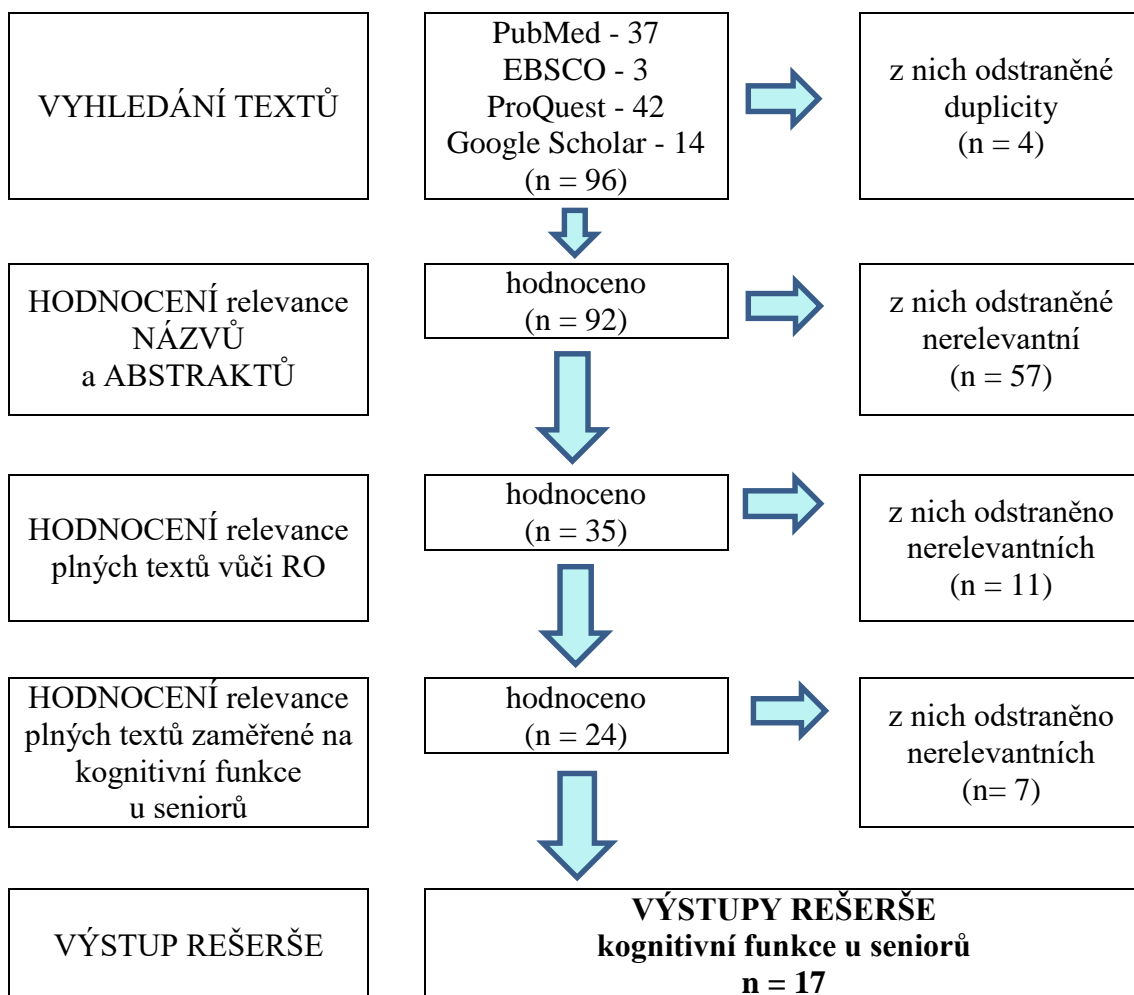 VYHLEDÁNÍ TEXTŮ
PubMed - 37
EBSCO - 3
ProQuest - 42
Google Scholar - 14
(n = 96)
z nich odstraněné
duplicity
(n = 4)
HODNOCENÍ relevance
NÁZVŮ
a ABSTRAKTŮ
hodnoceno
(n = 92)
z nich odstraněné
nerelevantní
(n = 57)
HODNOCENÍ relevance
plných textů vůči RO
hodnoceno
(n = 35)
z nich odstraněno
nerelevantních
(n = 11)
HODNOCENÍ relevance
plných textů zaměřené na
kognitivní funkce
u seniorů
hodnoceno
(n = 24)
z nich odstraněno
nerelevantních
(n= 7)
VÝSTUP REŠERŠE
VÝSTUPY REŠERŠE
kognitivní funkce u seniorů
n = 17